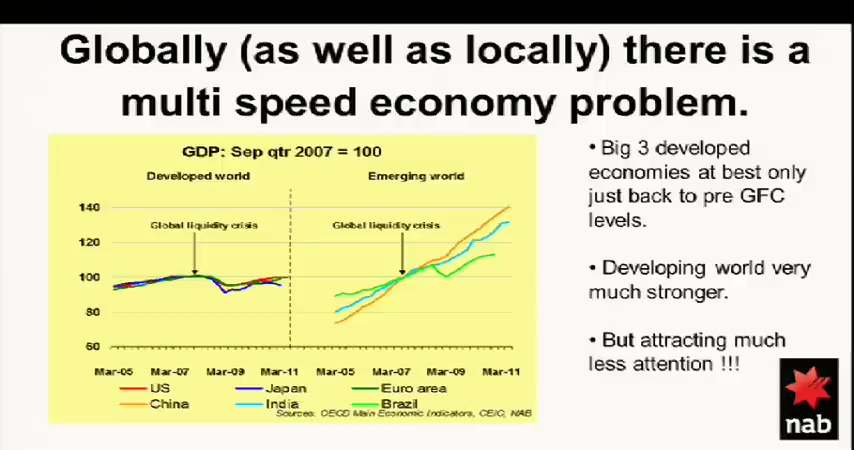 Globally (as well as locally) there is a
multi speed economy problem.
GDP: Sep qtr 2007 = 100
Developed world
Emerging world
140
Global liquidity crisis
Global liquidity crisis
120
100
80
60
Mar-05 Mar-07 Mar-09 Mar-11 Mar-05 Mar-07 Mar-09 Mar-11
US Japan Euro area
China India Brazil
Sources: OECD Main Economic Indicators, CEIC, NAB
• Big 3 developed
economies at best only
just back to pre GFC
levels.
• Developing world very
much stronger.
• But attracting much
less attention !!!
nab